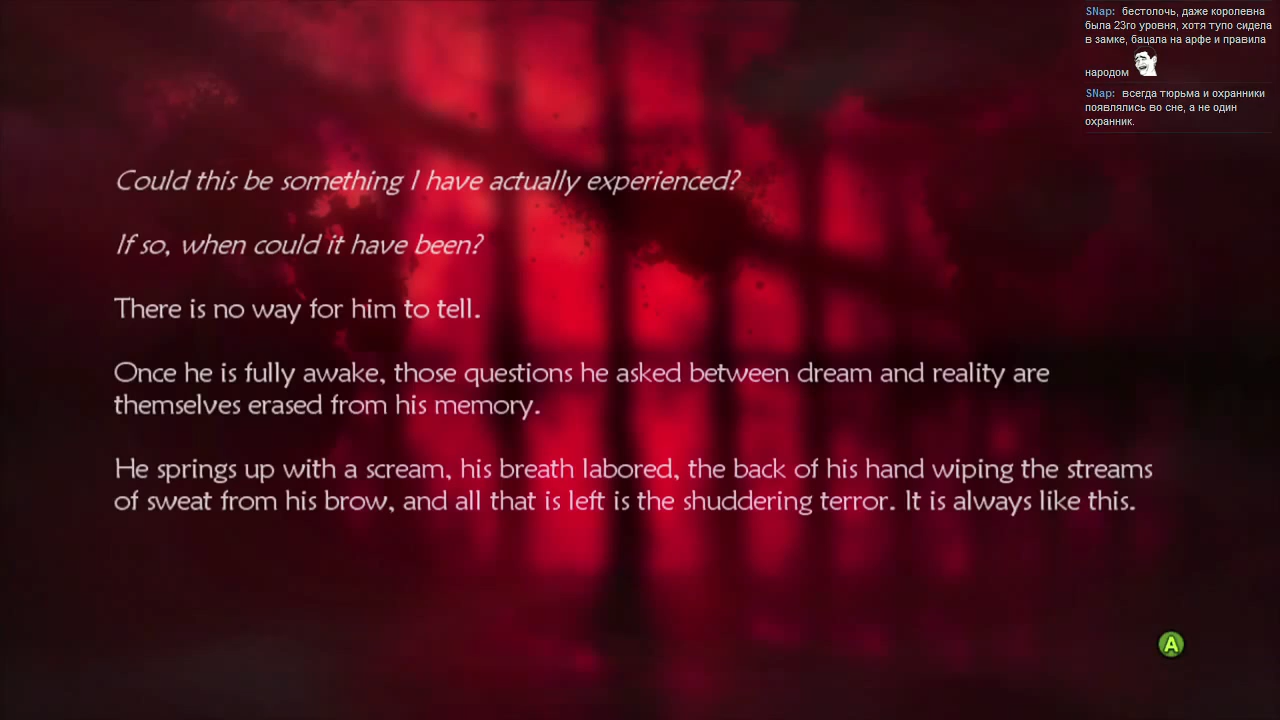 SNap: бестолочь, даже королевна
была 23го уровня, хотя тупо сидела
в замке, бацала на арфе и правила
народом
SNap: всегда тюрьма и охранники
появлялись во сне, а не один
охранник.
Could this be something I have actually experienced?
If so, when could it have been?
There is no way for him to tell.
Once he is fully awake, those questions he asked between dream and reality are
themselves erased from his memory.
He springs up with a scream, his breath labored, the back of his hand wiping the streams
of sweat from his brow, and all that is left is the shuddering terror. It is always like this.
A